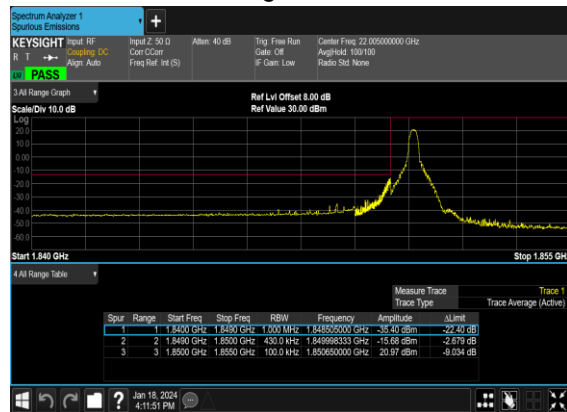 Spectrum Analyzer 1
Spurious Emissions
KEYSIGHT Input: RF Input Z: 50 Ω Atten: 40 dB Trig: Free Run Center Freq: 22.005000000 GHz
R T Coupling: DC Corr CCorr Gate: Off Avg|Hold: 100/100
Align: Auto Freq Ref: Int (S) IF Gain: Low Radio Std: None
LW PASS
3 All Range Graph
Ref Lvl Offset 8.00 dB
Scale/Div 10.0 dB Ref Value 30.00 dBm
Log
20.0
10.0
0.00
-10.0
-20.0
-30.0
-40.0
-50.0
-60.0
Start 1.840 GHz Stop 1.855 GH
4 All Range Table
Measure Trace Trace 1
Trace Type Trace Average (Active)
Spur Range Start Freq Stop Freq RBW Frequency Amplitude ΔLimit
1 1 1.8400 GHz 1.8490 GHz 1.000 MHz 1.848505000 GHz -35.40 dBm -22.40 dB
2 2 1.8490 GHz 1.8500 GHz 430.0 kHz 1.849998333 GHz -15.68 dBm -2.679 dB
3 3 1.8500 GHz 1.8550 GHz 100.0 kHz 1.850650000 GHz 20.97 dBm -9.034 dB
? Jan 18, 2024
4:11:51 PM